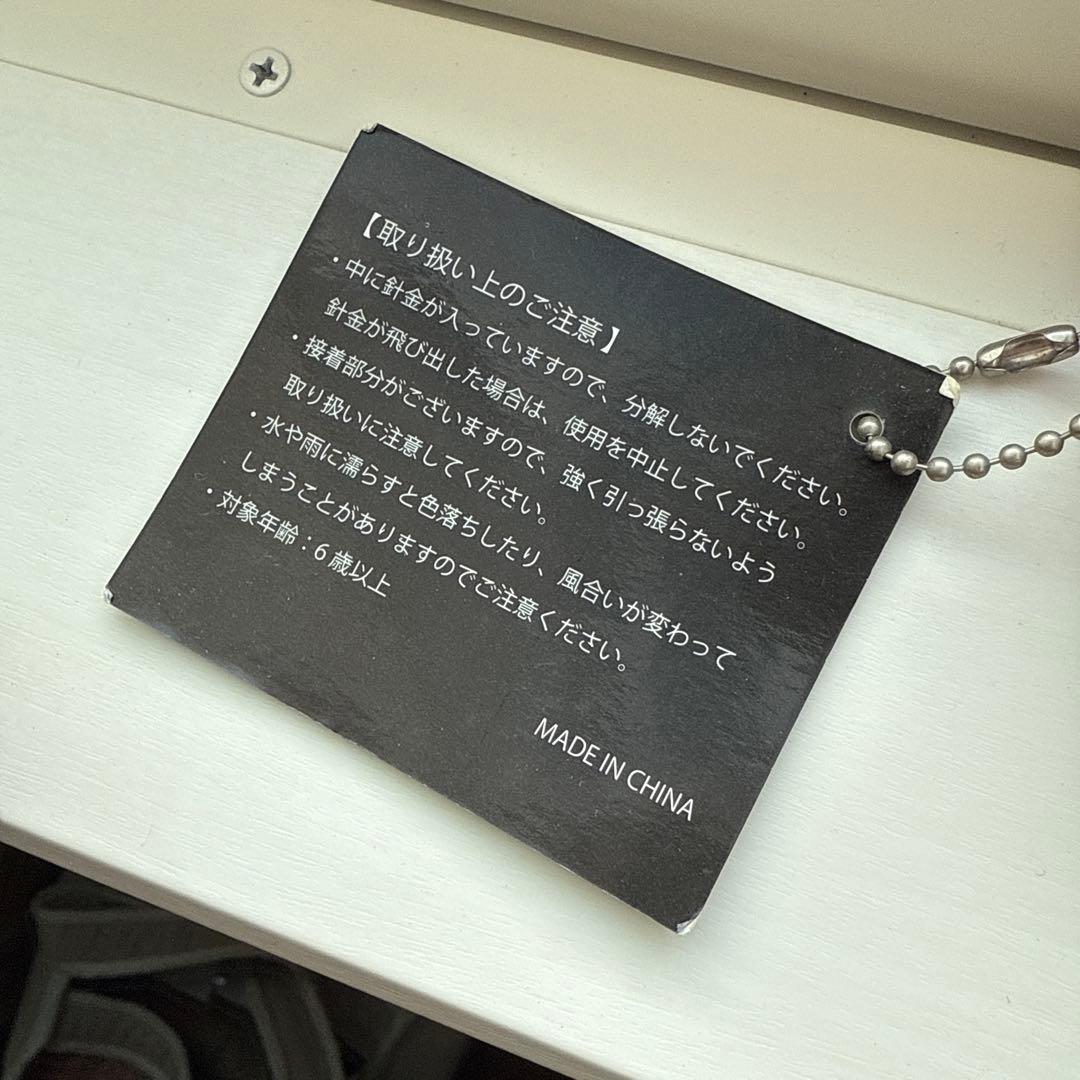 【取り扱い上のご注意】
・中に針金が入っていますので、分解しないでください。
針金が飛び出した場合は、使用を中止してください。
・接着部分がございますので、強く引っ張らないよう
取り扱いに注意してください。
・水や雨に濡らすと色落ちしたり、風合いが変わって
しまうことがありますのでご注意ください。
・対象年齢：6歳以上
MADE IN CHINA